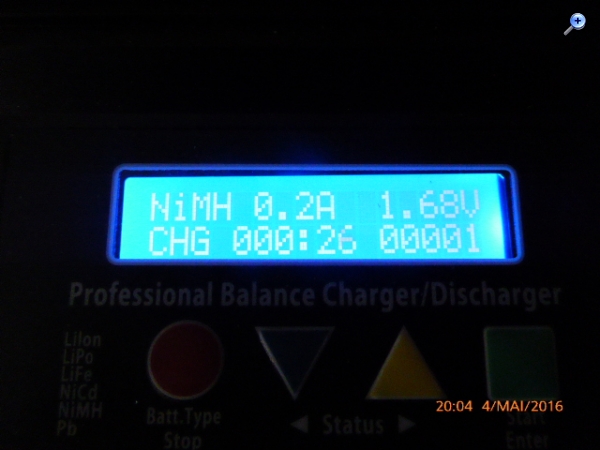 NiMH 0.2A 1.68V
CHG 000:26 00001
Professional Balance Charger/Discharger
LiIon
LiPo
LiFe
NiCd
NiMH
Pb
Batt.Type
Stop
◄ Status ►
Start
Enter
20:04 4/MAI/2016